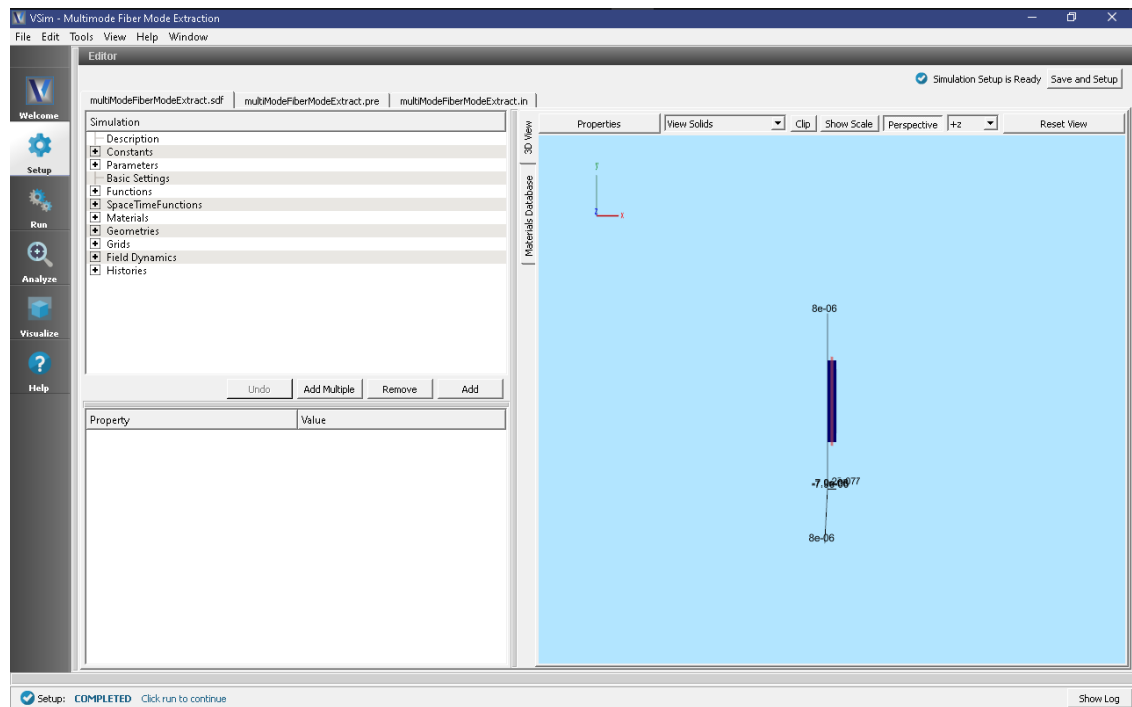 VSim - Multimode Fiber Mode Extraction
File Edit Tools View Help Window
Editor
Simulation Setup is Ready Save and Setup
multiModeFiberModeExtract.sdf multiModeFiberModeExtract.pre multiModeFiberModeExtract.in
Welcome
Setup
Run
Analyze
Visualize
Help
Simulation
Description
Constants
Parameters
Basic Settings
Functions
SpaceTimeFunctions
Materials
Geometries
Grids
Field Dynamics
Histories
Undo Add Multiple Remove Add
Property Value
3D View
Materials Database
Properties View Solids Clip Show Scale Perspective +z Reset View
y
z x
8e-06
8e-06
Setup: COMPLETED Click run to continue
Show Log